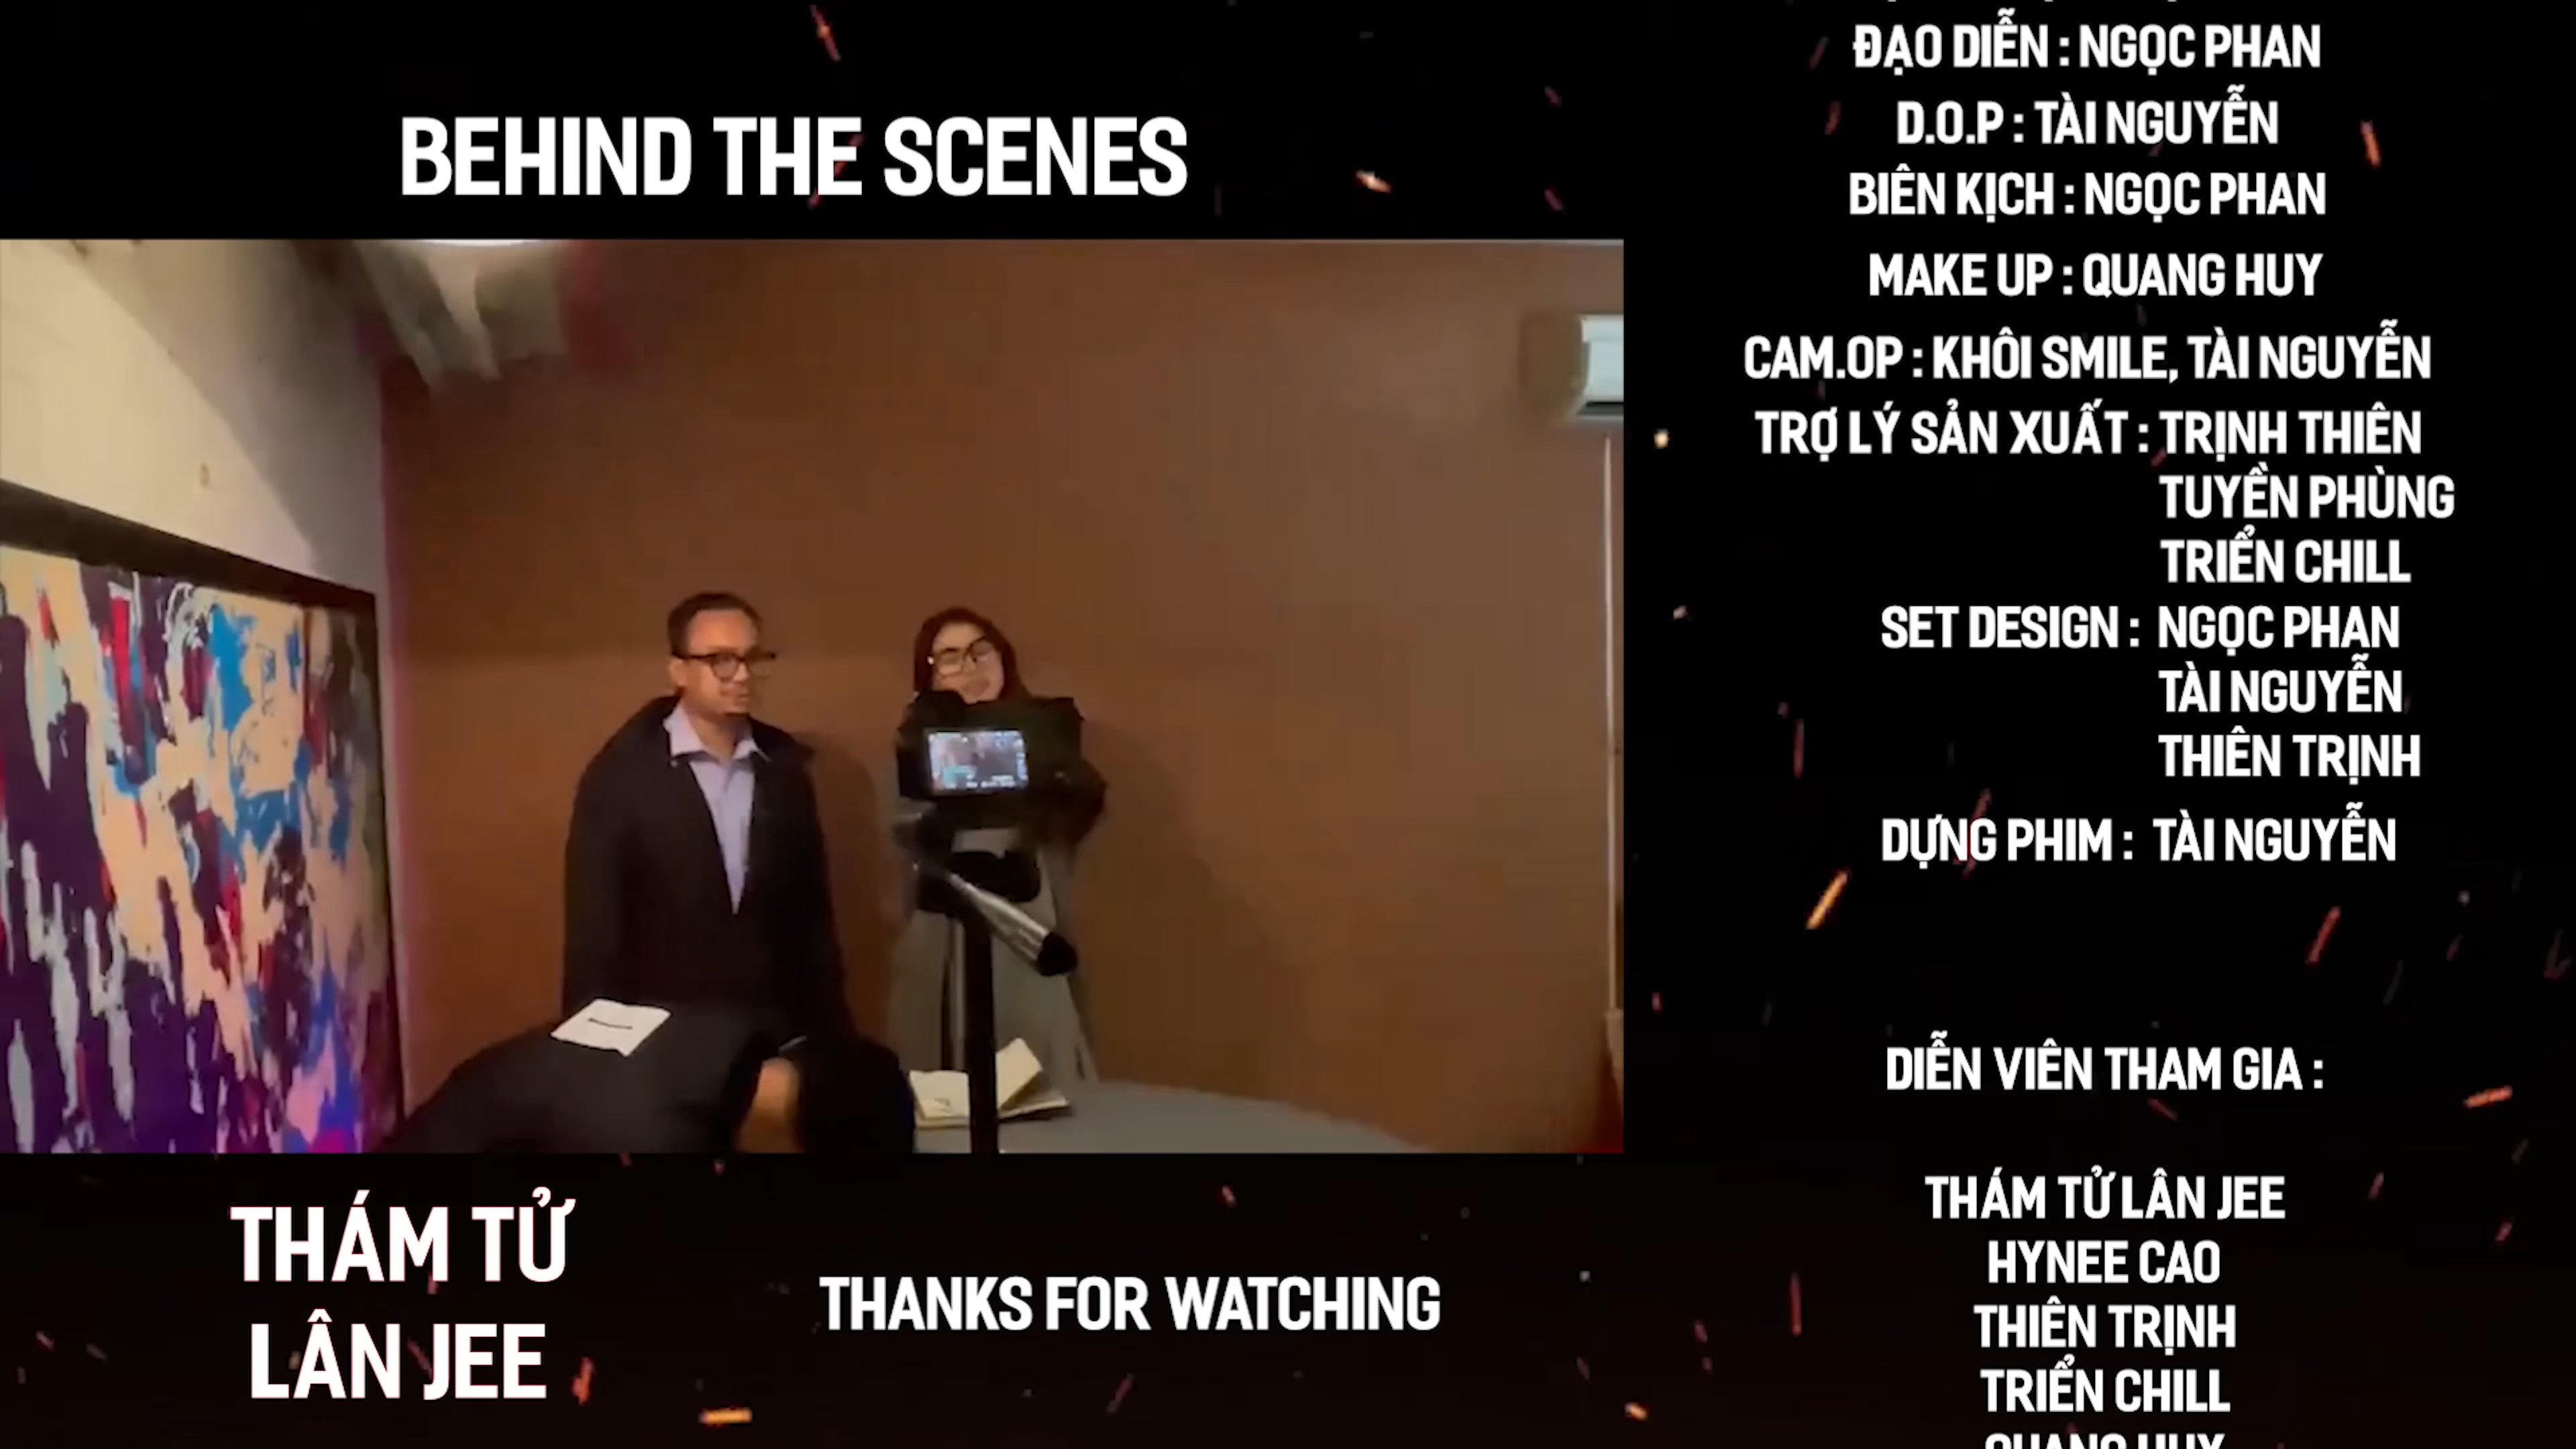 BEHIND THE SCENES
THÁM TỬ
LÂN JEE
THANKS FOR WATCHING
ĐẠO DIỄN : NGỌC PHAN
D.O.P : TÀI NGUYỄN
BIÊN KỊCH : NGỌC PHAN
MAKE UP : QUANG HUY
CAM.OP : KHÔI SMILE, TÀI NGUYỄN
TRỢ LÝ SẢN XUẤT : TRỊNH THIÊN
TUYỀN PHÙNG
TRIỂN CHILL
SET DESIGN : NGỌC PHAN
TÀI NGUYỄN
THIÊN TRỊNH
DỰNG PHIM : TÀI NGUYỄN
DIỄN VIÊN THAM GIA :
THÁM TỬ LÂN JEE
HYNEE CAO
THIÊN TRỊNH
TRIỂN CHILL
QUANG HUY